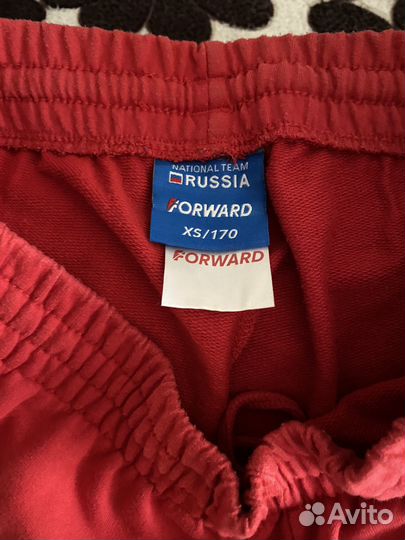 NATIONAL TEAM
RUSSIA
FORWARD
XS/170
FORWARD
Avito